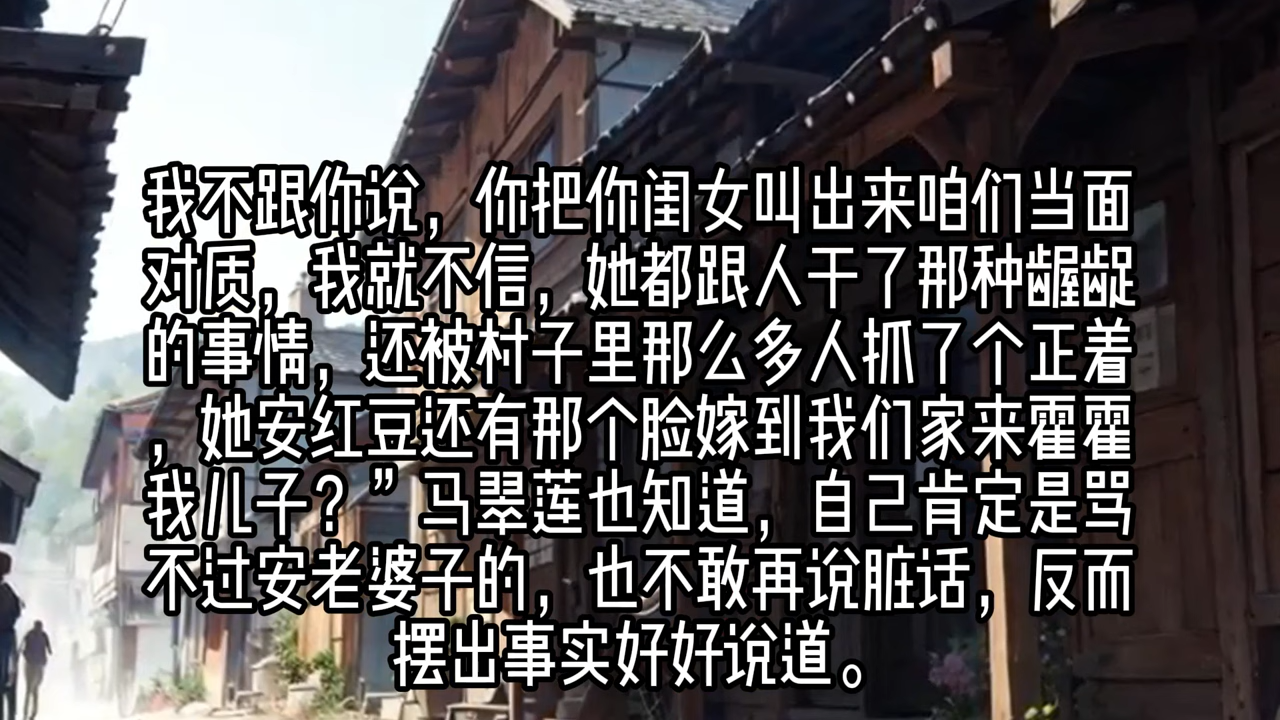 我不跟你说，你把你闺女叫出来咱们当面
对质，我就不信，她都跟人干了那种龌龊
的事情，还被村子里那么多人抓了个正着
，她安红豆还有那个脸嫁到我们家来霍霍
我儿子？”马翠莲也知道，自己肯定是骂
不过安老婆子的，也不敢再说脏话，反而
摆出事实好好说道。